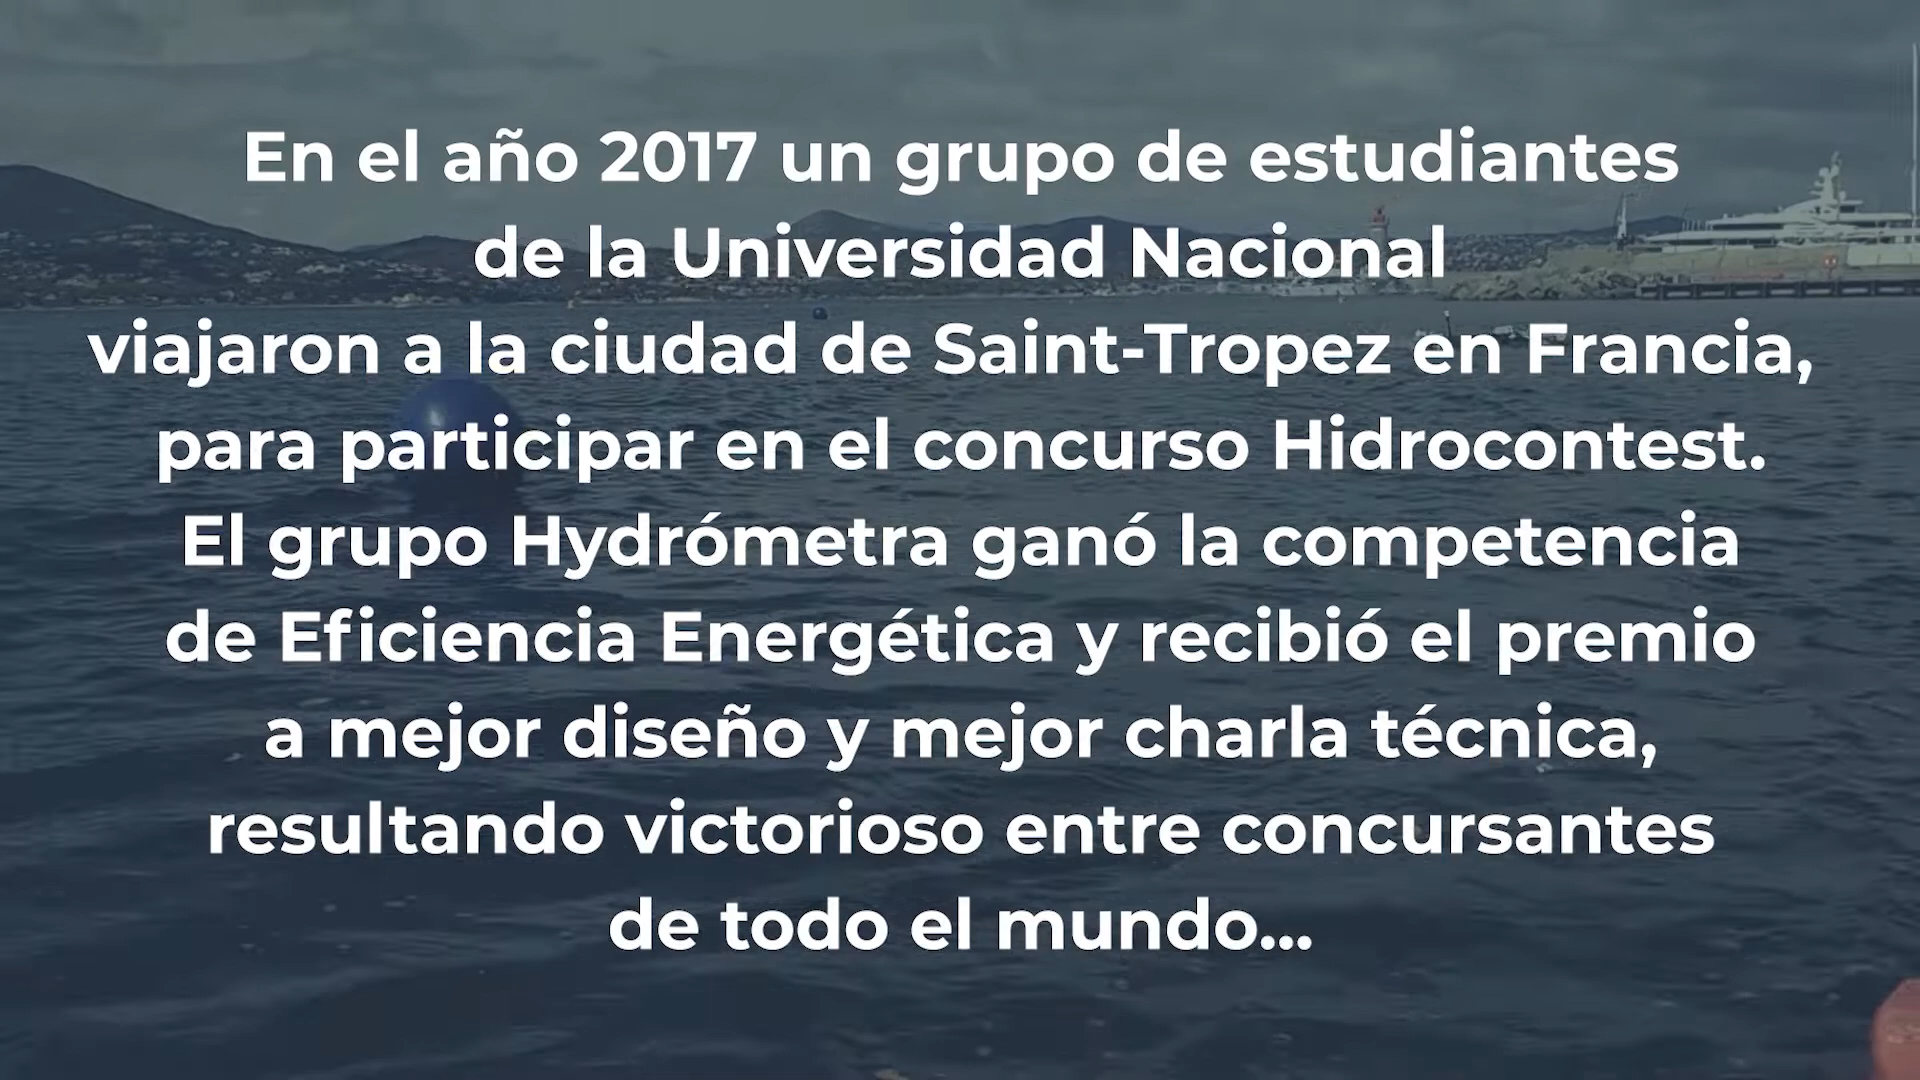 En el año 2017 un grupo de estudiantes
de la Universidad Nacional
viajaron a la ciudad de Saint-Tropez en Francia,
para participar en el concurso Hidrocontest.
El grupo Hydrómetra ganó la competencia
de Eficiencia Energética y recibió el premio
a mejor diseño y mejor charla técnica,
resultando victorioso entre concursantes
de todo el mundo...